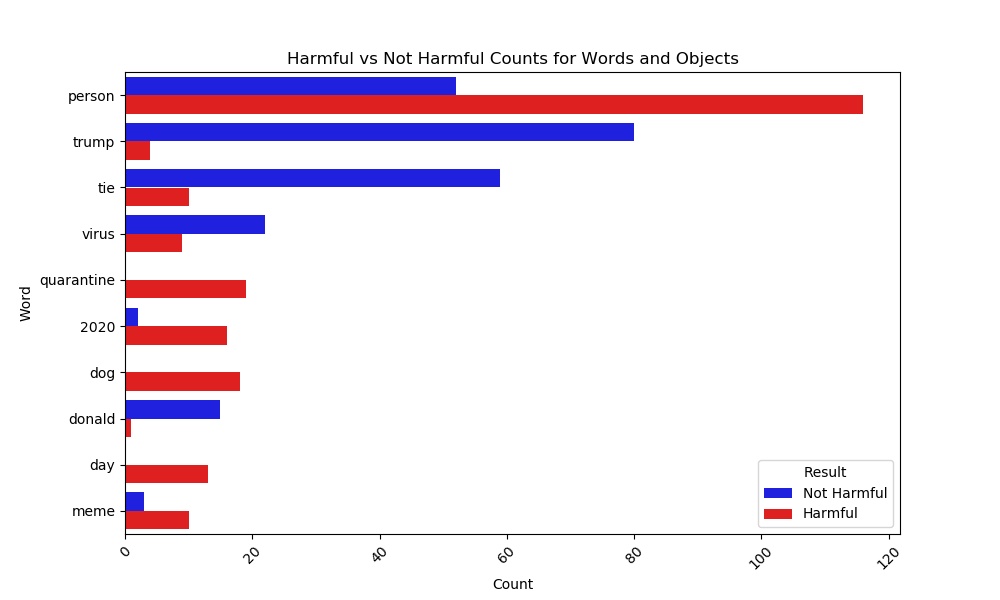 Harmful vs Not Harmful Counts for Words and Objects
person
trump
tie
virus
quarantine
2020
dog
donald
day
meme
Word
0 20 40 60 80 100 120
Count
Result
Not Harmful
Harmful